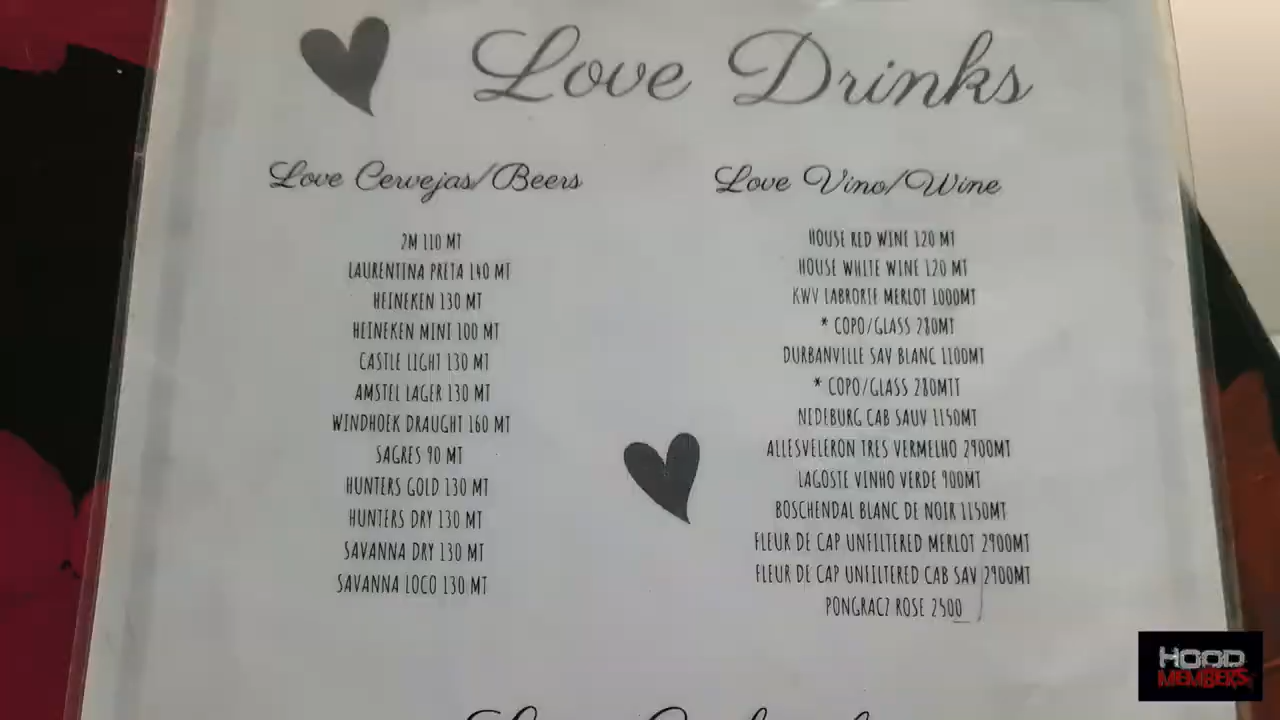 Love Drinks
Love Cervejas/Beers
2M 110 MT
LAURENTINA PRETA 140 MT
HEINEKEN 130 MT
HEINEKEN MINI 100 MT
CASTLE LIGHT 130 MT
AMSTEL LAGER 130 MT
WINDHOEK DRAUGHT 160 MT
SAGRES 90 MT
HUNTERS GOLD 130 MT
HUNTERS DRY 130 MT
SAVANNA DRY 130 MT
SAVANNA LOCO 130 MT
Love Vino/Wine
HOUSE RED WINE 120 MT
HOUSE WHITE WINE 120 MT
KWV LABRORIE MERLOT 1000MT
* COPO/GLASS 280MT
DURBANVILLE SAV BLANC 1100MT
* COPO/GLASS 280MTT
NEDEBURG CAB SAUV 1150MT
ALLESVELERON TRES VERMELHO 2900MT
LAGOSTE VINHO VERDE 900MT
BOSCHENDAL BLANC DE NOIR 1150MT
FLEUR DE CAP UNFILTERED MERLOT 2900MT
FLEUR DE CAP UNFILTERED CAB SAV 2900MT
PONGRACZ ROSE 2500
HOOD
MEMBERS